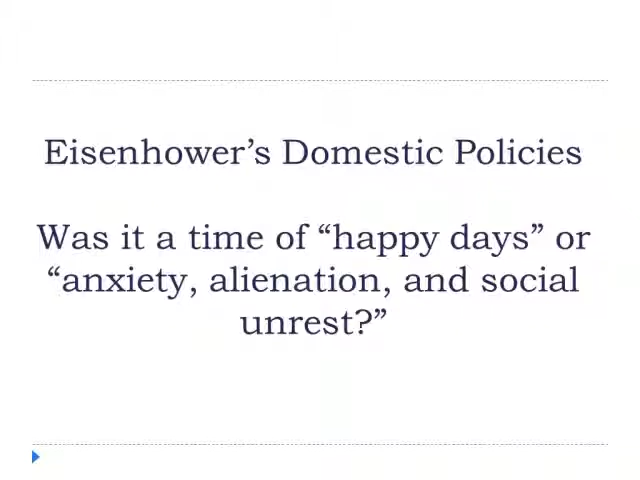 Eisenhower’s Domestic Policies
Was it a time of “happy days” or
“anxiety, alienation, and social
unrest?”